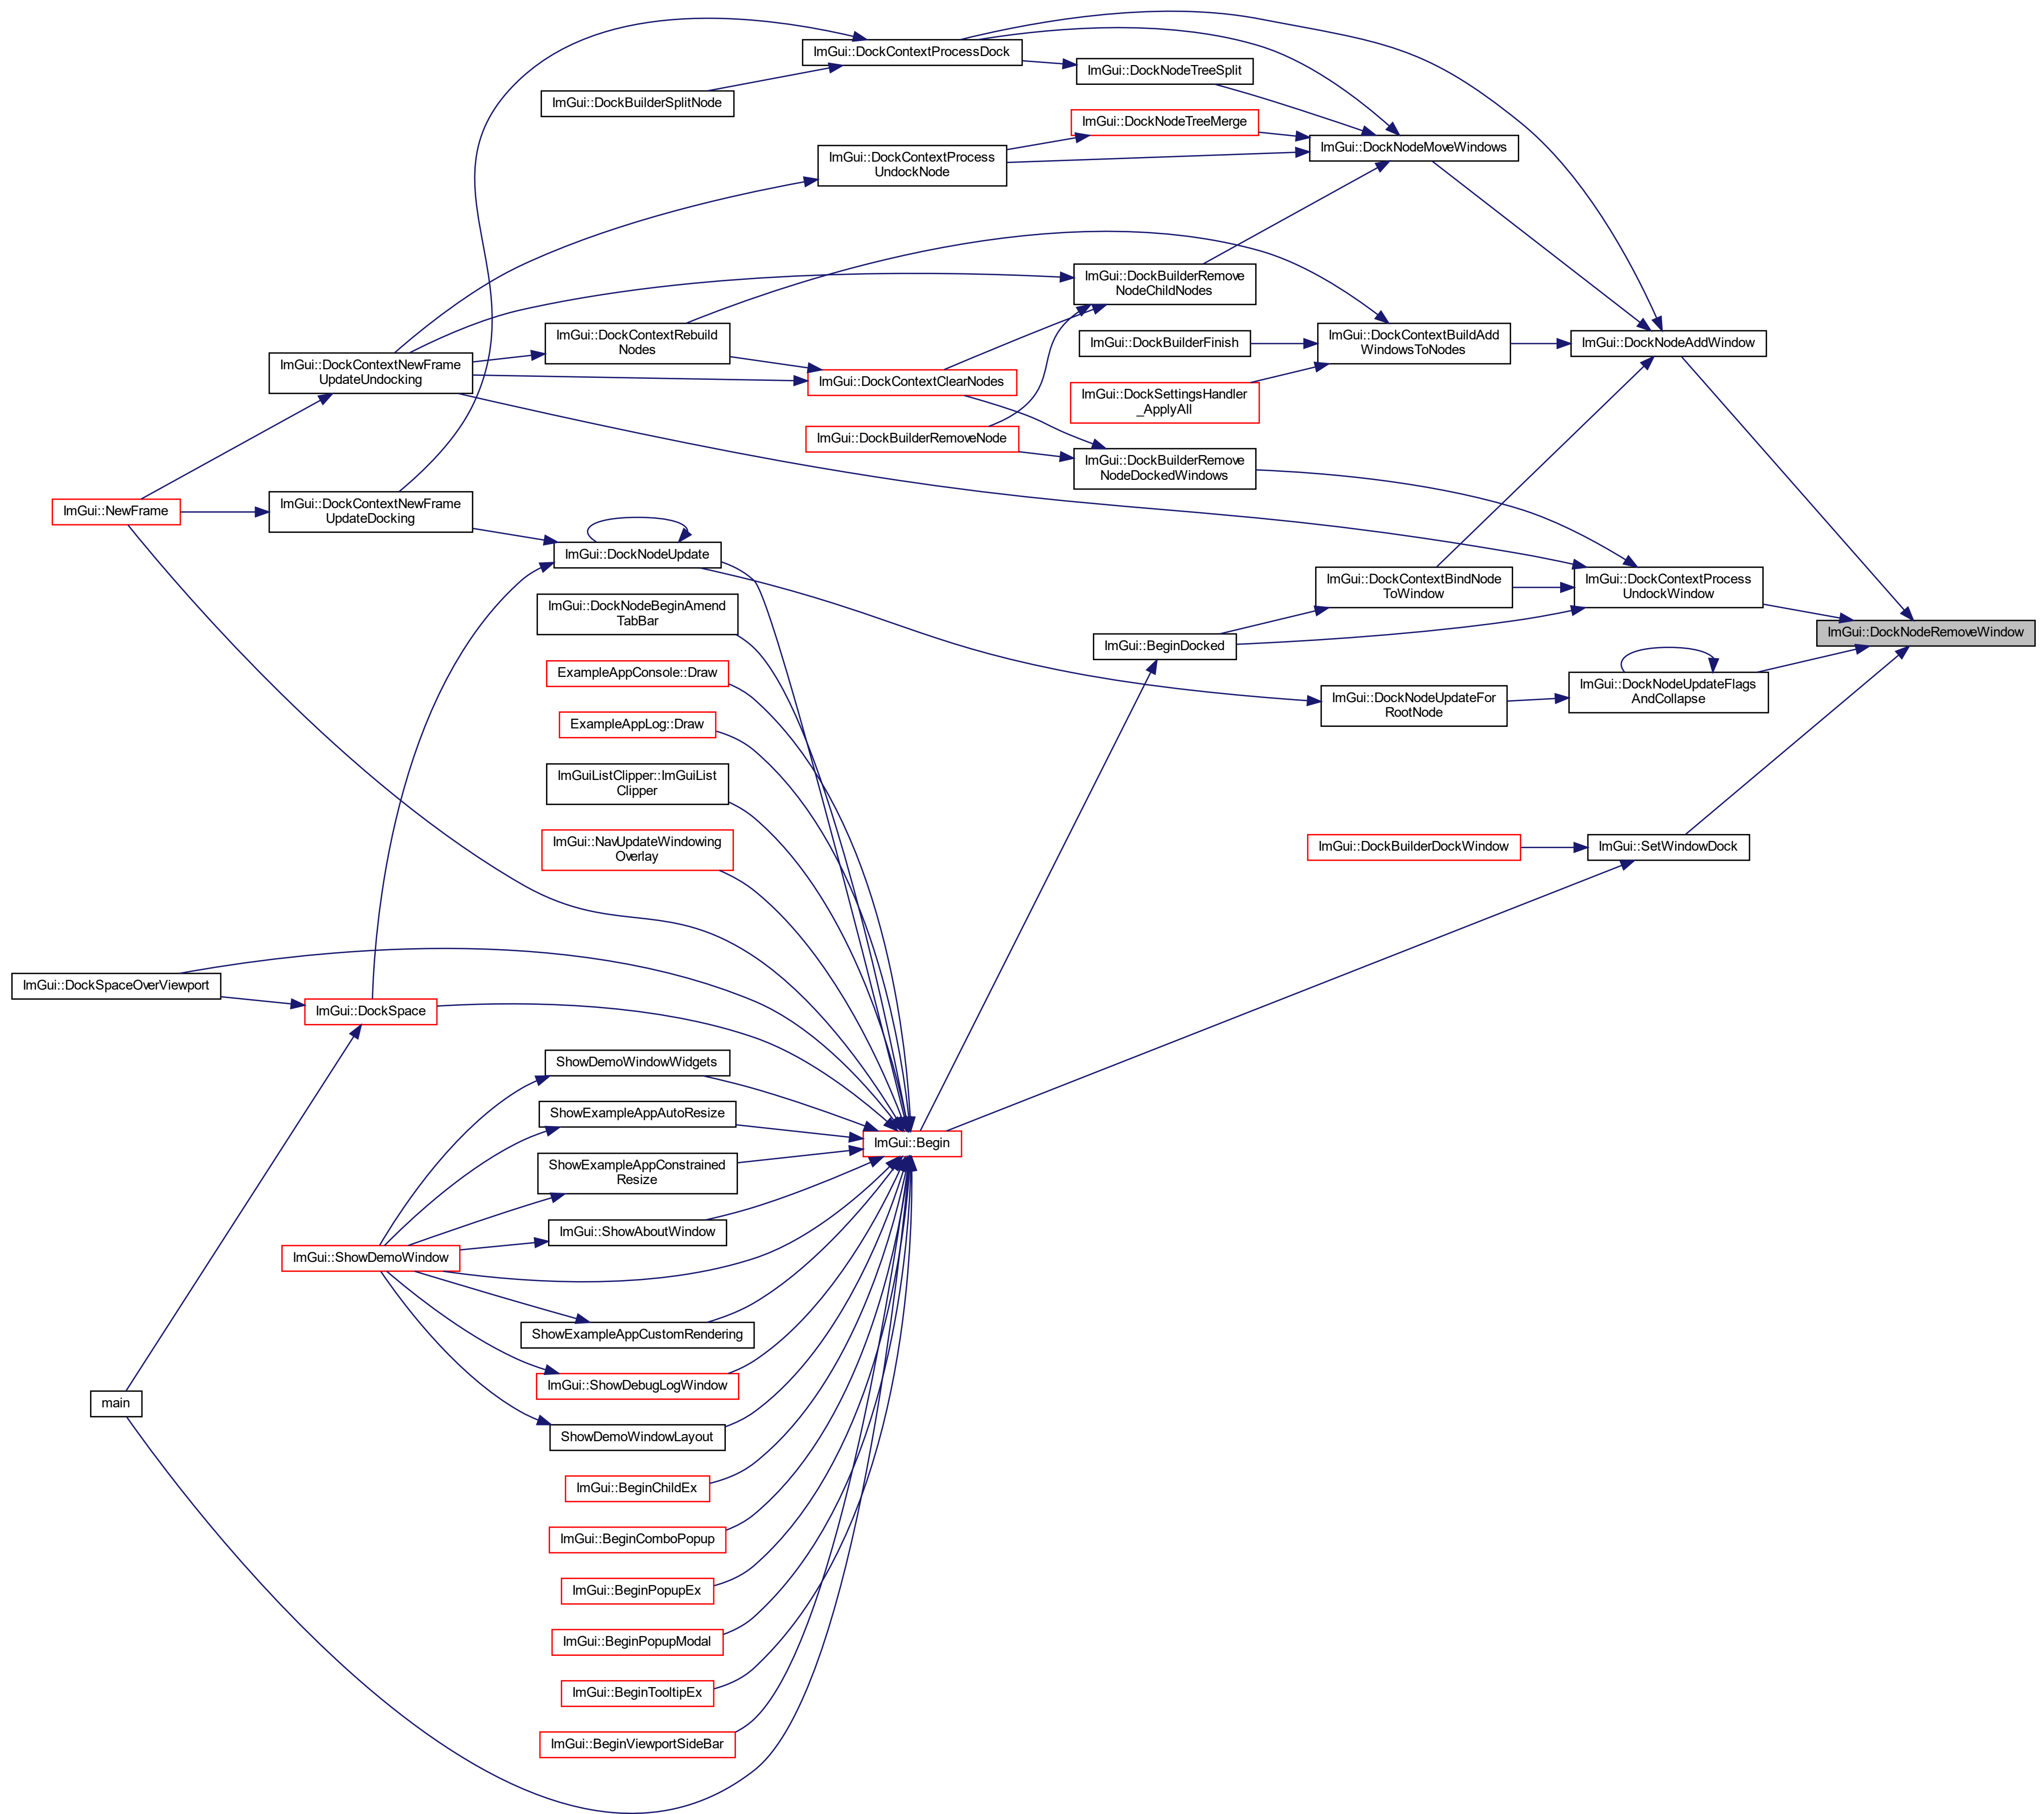 ImGui::DockContextProcessDock
ImGui::DockNodeTreeSplit
ImGui::DockBuilderSplitNode
ImGui::DockNodeTreeMerge
ImGui::DockNodeMoveWindows
ImGui::DockContextProcess
UndockNode
ImGui::DockBuilderRemove
NodeChildNodes
ImGui::DockContextRebuild
Nodes
ImGui::DockBuilderFinish
ImGui::DockContextBuildAdd
WindowsToNodes
ImGui::DockNodeAddWindow
ImGui::DockContextNewFrame
UpdateUndocking
ImGui::DockContextClearNodes
ImGui::DockSettingsHandler
_ApplyAll
ImGui::DockBuilderRemoveNode
ImGui::DockBuilderRemove
NodeDockedWindows
ImGui::NewFrame
ImGui::DockContextNewFrame
UpdateDocking
ImGui::DockNodeUpdate
ImGui::DockContextBindNode
ToWindow
ImGui::DockContextProcess
UndockWindow
ImGui::DockNodeBeginAmend
TabBar
ImGui::DockNodeRemoveWindow
ImGui::BeginDocked
ExampleAppConsole::Draw
ImGui::DockNodeUpdateFlags
AndCollapse
ImGui::DockNodeUpdateFor
RootNode
ExampleAppLog::Draw
ImGuiListClipper::ImGuiList
Clipper
ImGui::NavUpdateWindowing
Overlay
ImGui::DockBuilderDockWindow
ImGui::SetWindowDock
ImGui::DockSpaceOverViewport
ImGui::DockSpace
ShowDemoWindowWidgets
ShowExampleAppAutoResize
ImGui::Begin
ShowExampleAppConstrained
Resize
ImGui::ShowAboutWindow
ImGui::ShowDemoWindow
ShowExampleAppCustomRendering
ImGui::ShowDebugLogWindow
main
ShowDemoWindowLayout
ImGui::BeginChildEx
ImGui::BeginComboPopup
ImGui::BeginPopupEx
ImGui::BeginPopupModal
ImGui::BeginTooltipEx
ImGui::BeginViewportSideBar